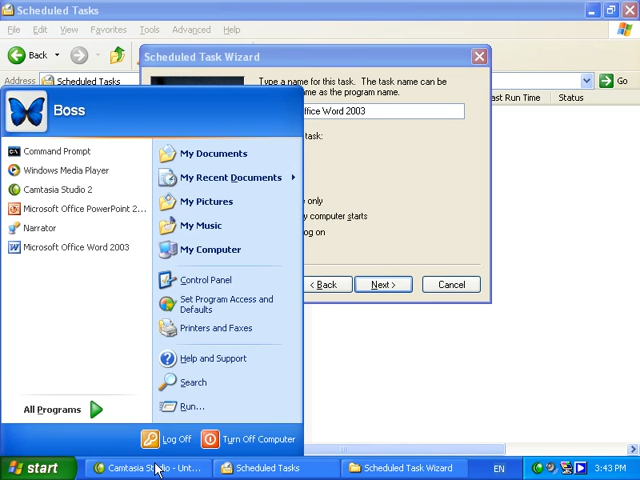 Scheduled Tasks
File Edit View Favorites Tools Advanced Help
Back
Address Scheduled Tasks Go
Last Run Time Status
Scheduled Task Wizard
Type a name for this task. The task name can be
me as the program name.
ffice Word 2003
task:
e only
y computer starts
og on
< Back Next > Cancel
Boss
Command Prompt
Windows Media Player
Camtasia Studio 2
Microsoft Office PowerPoint 2...
Narrator
Microsoft Office Word 2003
All Programs
My Documents
My Recent Documents
My Pictures
My Music
My Computer
Control Panel
Set Program Access and
Defaults
Printers and Faxes
Help and Support
Search
Run...
Log Off Turn Off Computer
start Camtasia Studio - Unt... Scheduled Tasks Scheduled Task Wizard EN 3:43 PM